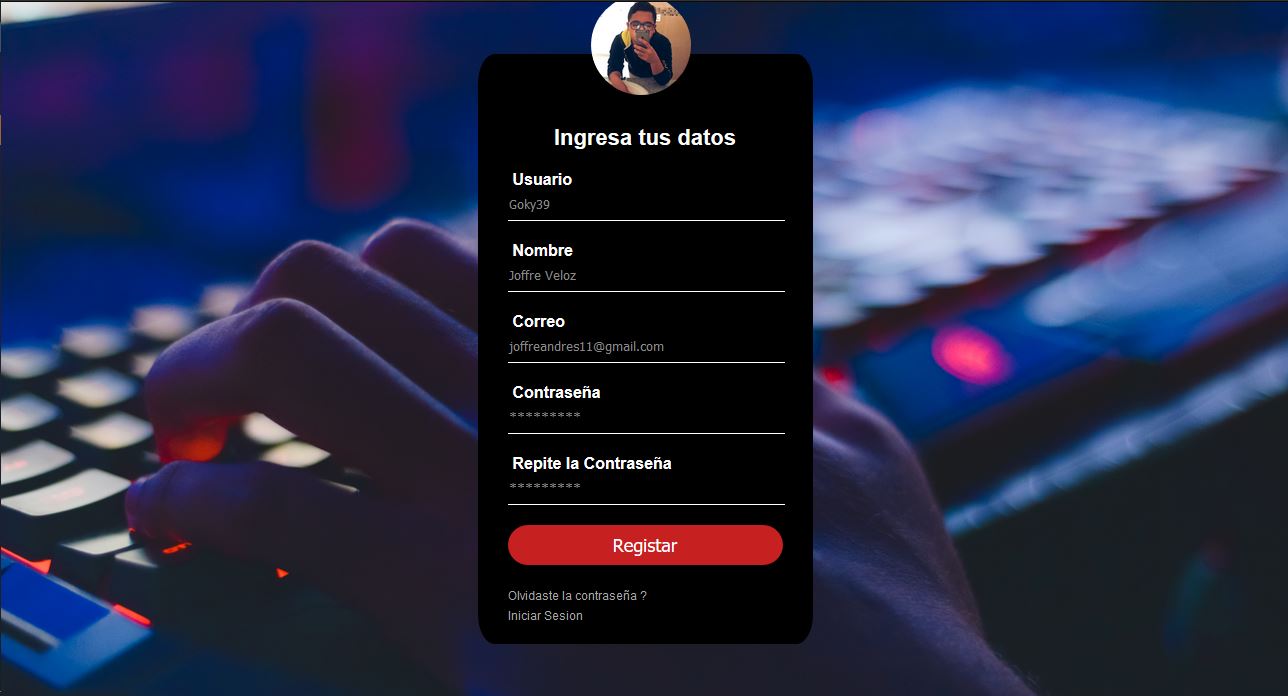 Ingresa tus datos
Usuario
Goky39
Nombre
Joffre Veloz
Correo
joffreandres11@gmail.com
Contraseña
*********
Repite la Contraseña
*********
Registar
Olvidaste la contraseña ?
Iniciar Sesion